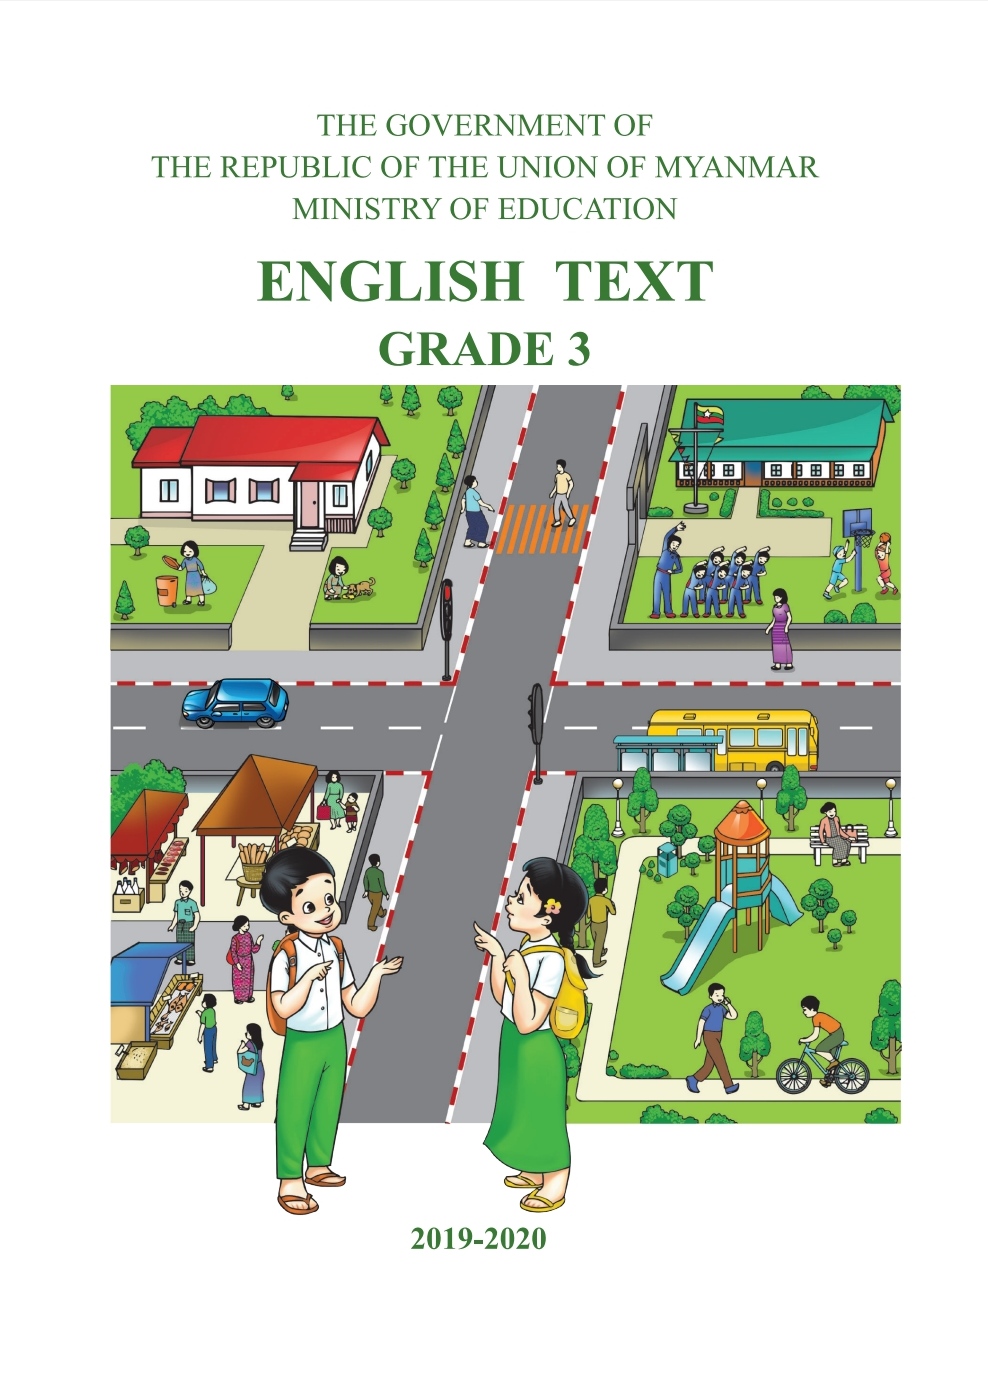 THE GOVERNMENT OF
THE REPUBLIC OF THE UNION OF MYANMAR
MINISTRY OF EDUCATION
ENGLISH TEXT
GRADE 3
2019-2020